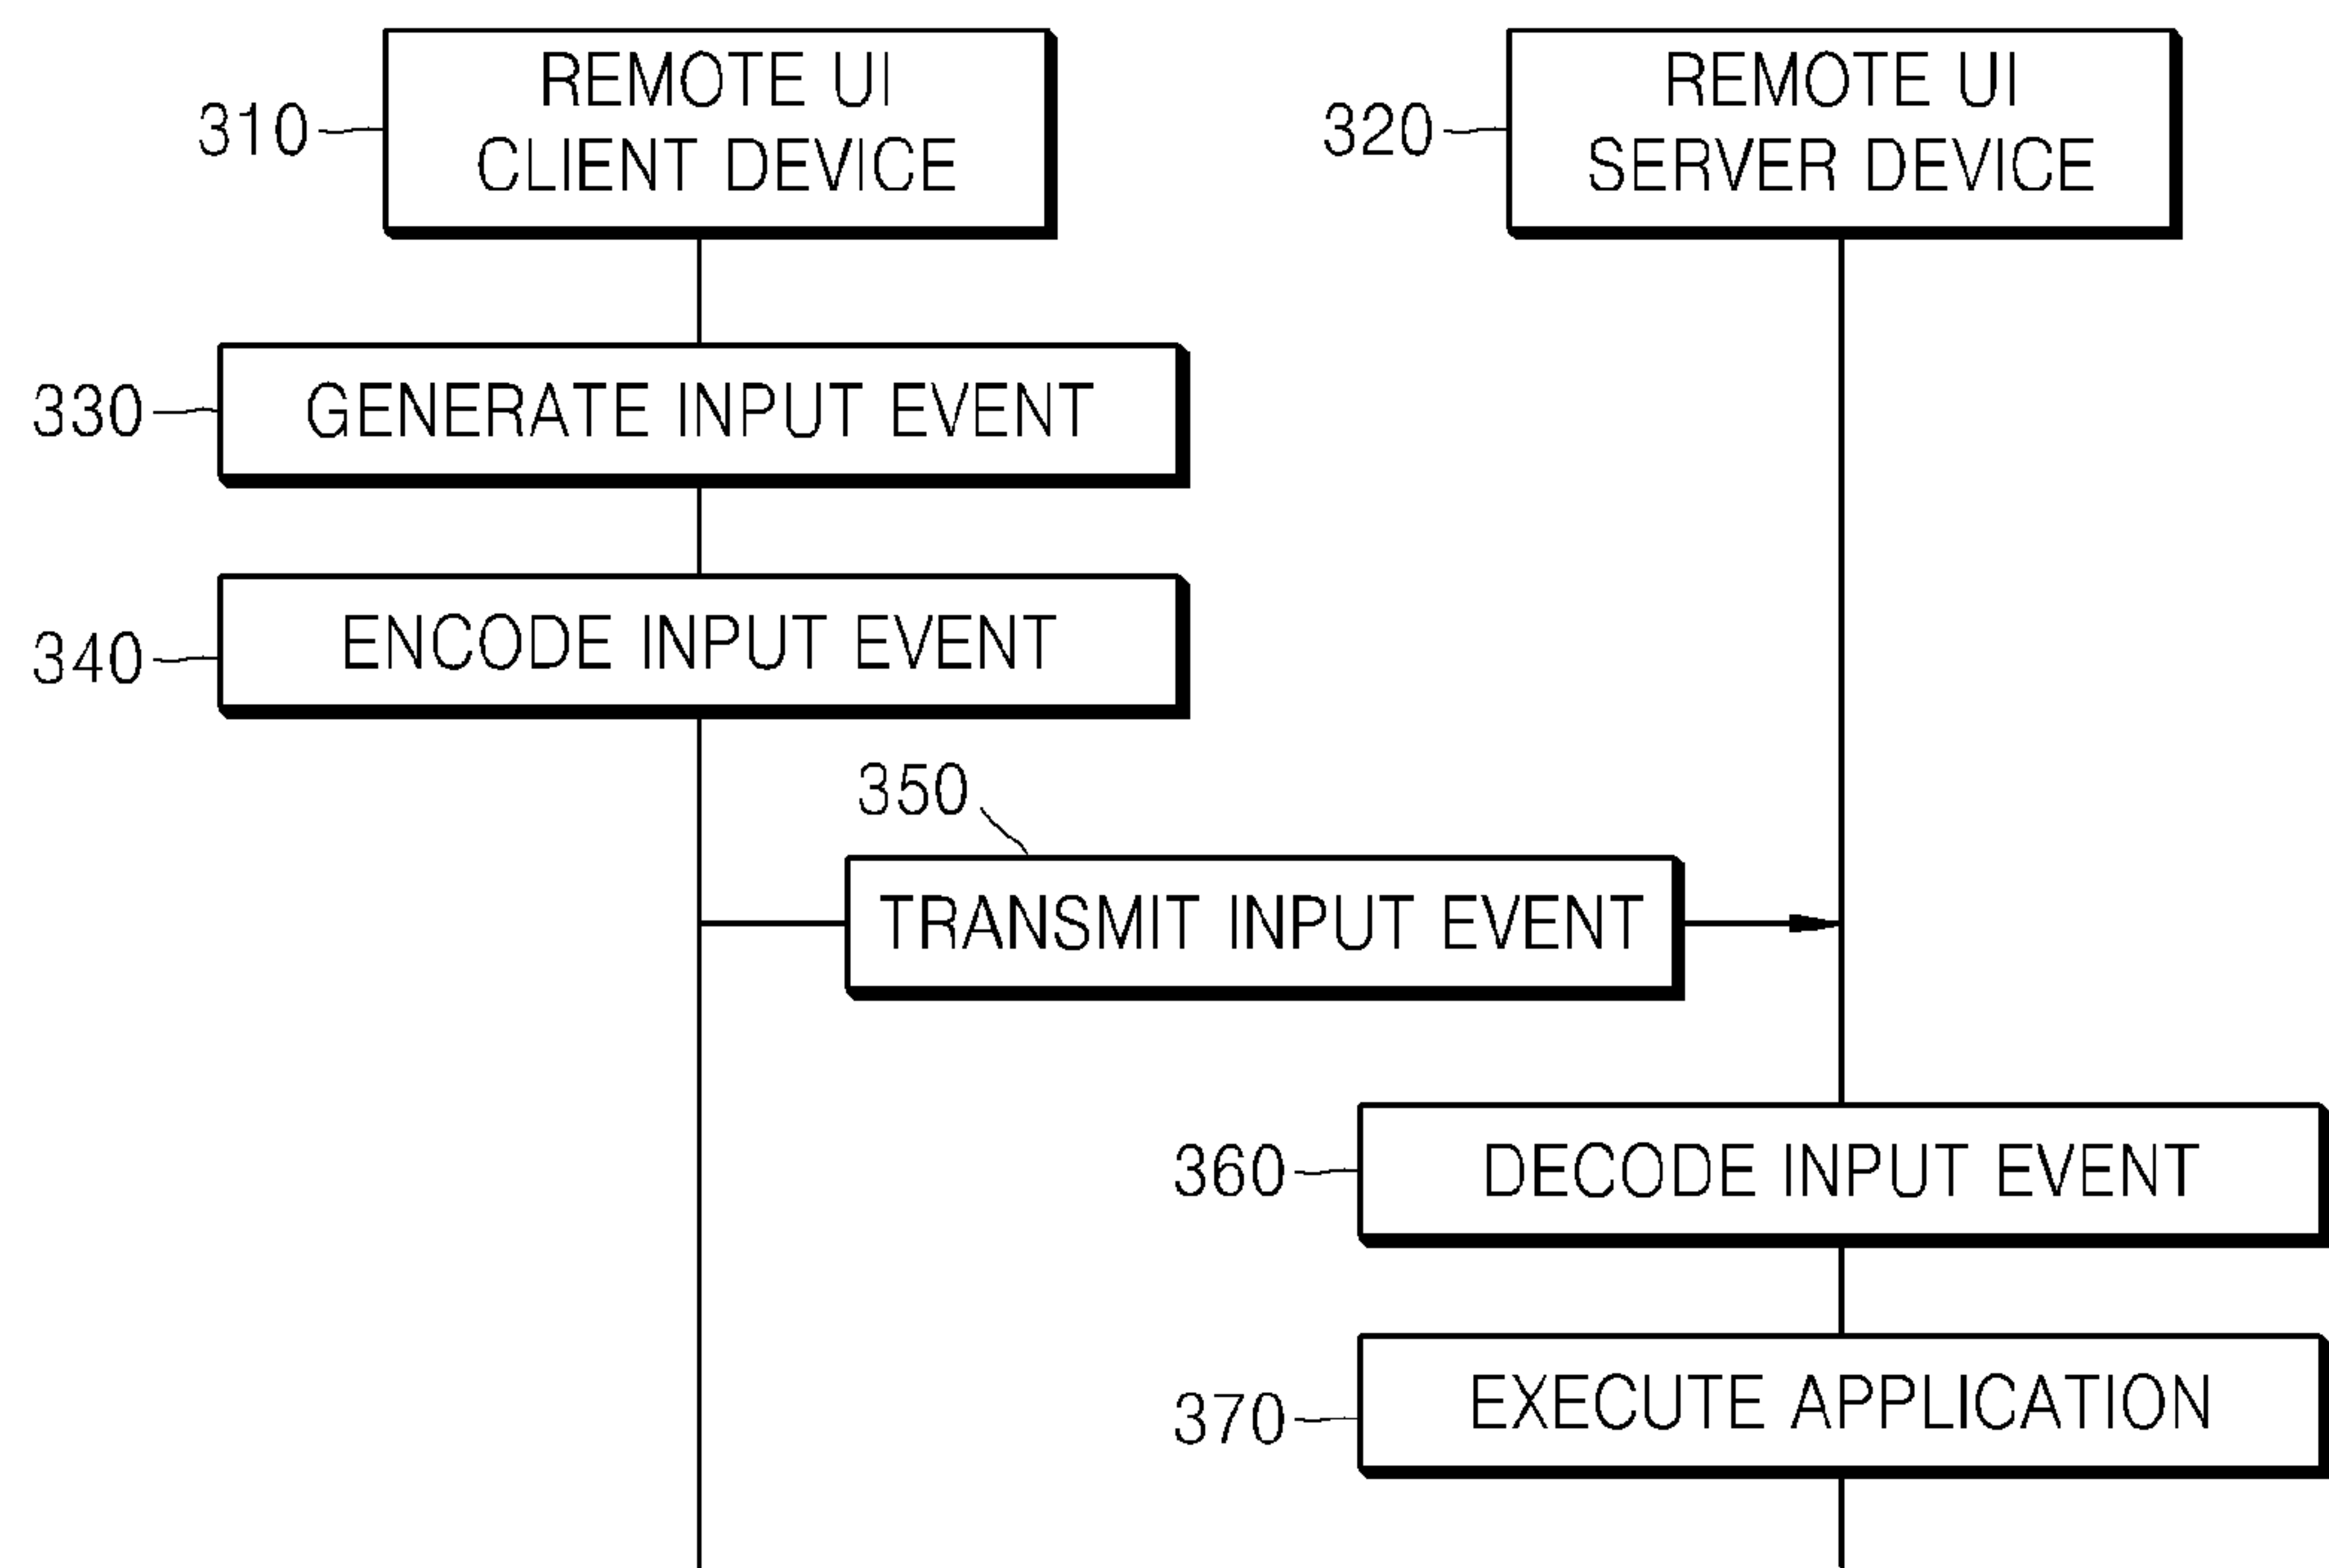 REMOTE UI
CLIENT DEVICE
310
REMOTE UI
SERVER DEVICE
320
330
GENERATE INPUT EVENT
340
ENCODE INPUT EVENT
350
TRANSMIT INPUT EVENT
360
DECODE INPUT EVENT
370
EXECUTE APPLICATION